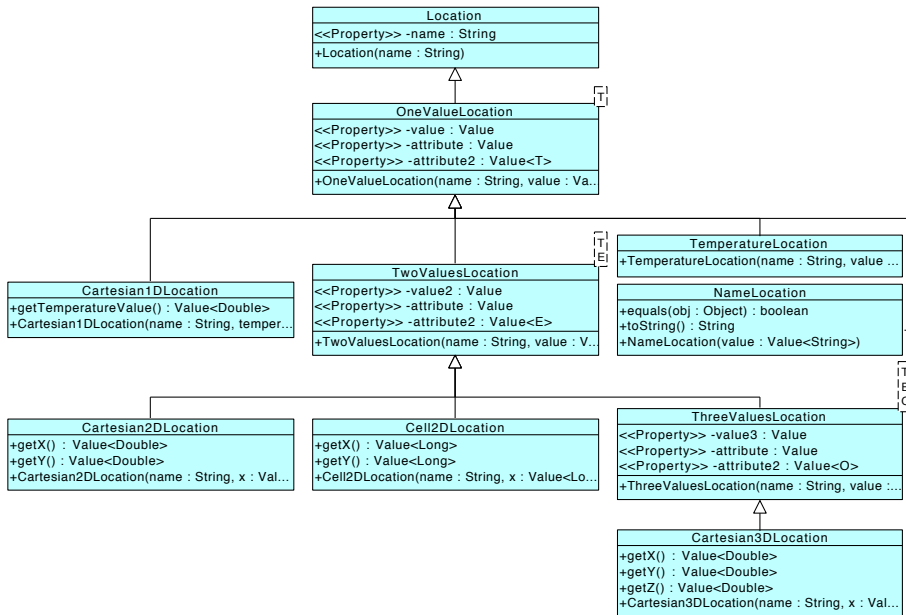 Location
<<Property>> -name : String
+Location(name : String)
T
OneValueLocation
<<Property>> -value : Value
<<Property>> -attribute : Value
<<Property>> -attribute2 : Value<T>
+OneValueLocation(name : String, value : Va...
Cartesian1DLocation
+getTemperatureValue() : Value<Double>
+Cartesian1DLocation(name : String, temper...
T
E
TwoValuesLocation
<<Property>> -value2 : Value
<<Property>> -attribute : Value
<<Property>> -attribute2 : Value<E>
+TwoValuesLocation(name : String, value : V...
TemperatureLocation
+TemperatureLocation(name : String, value ...
NameLocation
+equals(obj : Object) : boolean
+toString() : String
+NameLocation(value : Value<String>)
Cartesian2DLocation
+getX() : Value<Double>
+getY() : Value<Double>
+Cartesian2DLocation(name : String, x : Val...
Cell2DLocation
+getX() : Value<Long>
+getY() : Value<Long>
+Cell2DLocation(name : String, x : Value<Lo...
T
E
ThreeValuesLocation
<<Property>> -value3 : Value
<<Property>> -attribute : Value
<<Property>> -attribute2 : Value<O>
+ThreeValuesLocation(name : String, value :...
Cartesian3DLocation
+getX() : Value<Double>
+getY() : Value<Double>
+getZ() : Value<Double>
+Cartesian3DLocation(name : String, x : Val...